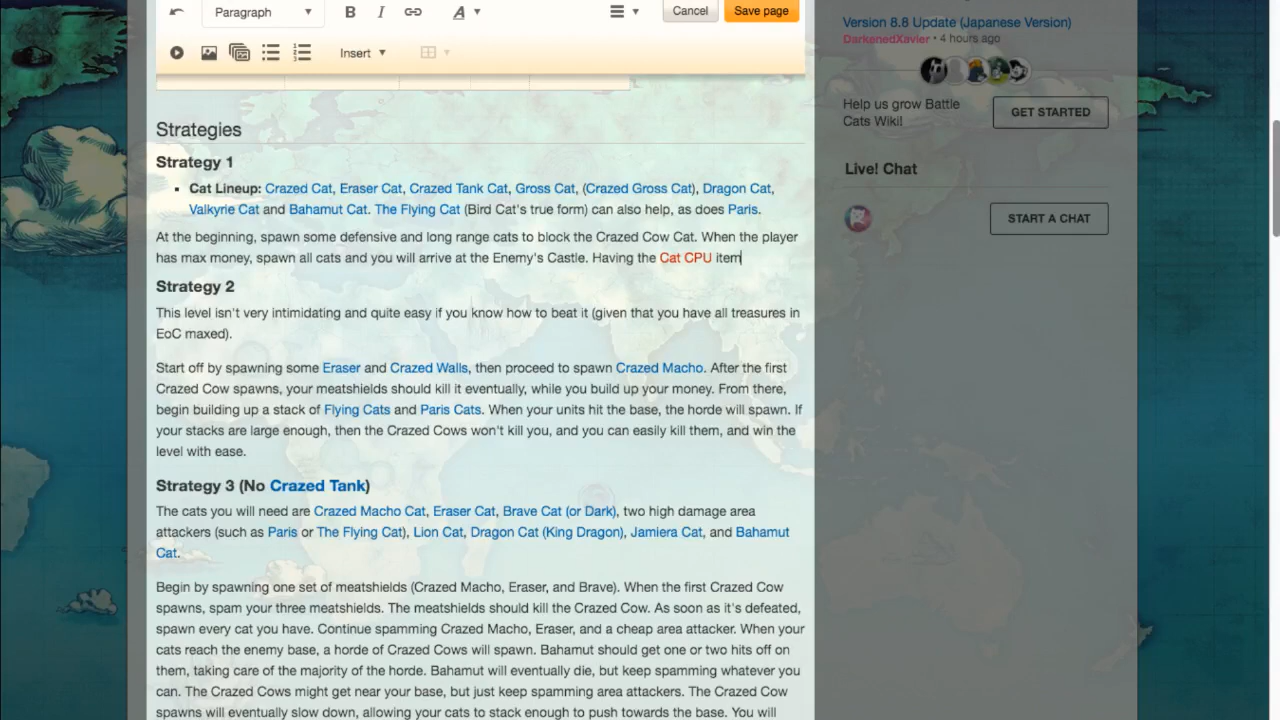 Paragraph B I A Cancel Save page
Insert
Version 8.8 Update (Japanese Version)
DarksnedXavier • 4 hours ago
Help us grow Battle
Cats Wiki!
GET STARTED
Live! Chat
START A CHAT
Strategies
Strategy 1
Cat Lineup: Crazed Cat, Eraser Cat, Crazed Tank Cat, Gross Cat, (Crazed Gross Cat), Dragon Cat,
Valkyrie Cat and Bahamut Cat. The Flying Cat (Bird Cat's true form) can also help, as does Paris.
At the beginning, spawn some defensive and long range cats to block the Crazed Cow Cat. When the player
has max money, spawn all cats and you will arrive at the Enemy's Castle. Having the Cat CPU item
Strategy 2
This level isn't very intimidating and quite easy if you know how to beat it (given that you have all treasures in
EoC maxed).
Start off by spawning some Eraser and Crazed Walls, then proceed to spawn Crazed Macho. After the first
Crazed Cow spawns, your meatshields should kill it eventually, while you build up your money. From there,
begin building up a stack of Flying Cats and Paris Cats. When your units hit the base, the horde will spawn. If
your stacks are large enough, then the Crazed Cows won't kill you, and you can easily kill them, and win the
level with ease.
Strategy 3 (No Crazed Tank)
The cats you will need are Crazed Macho Cat, Eraser Cat, Brave Cat (or Dark), two high damage area
attackers (such as Paris or The Flying Cat), Lion Cat, Dragon Cat (King Dragon), Jamiera Cat, and Bahamut
Cat.
Begin by spawning one set of meatshields (Crazed Macho, Eraser, and Brave). When the first Crazed Cow
spawns, spam your three meatshields. The meatshields should kill the Crazed Cow. As soon as it's defeated,
spawn every cat you have. Continue spamming Crazed Macho, Eraser, and a cheap area attacker. When your
cats reach the enemy base, a horde of Crazed Cows will spawn. Bahamut should get one or two hits off on
them, taking care of the majority of the horde. Bahamut will eventually die, but keep spamming whatever you
can. The Crazed Cows might get near your base, but just keep spamming area attackers. The Crazed Cow
spawns will eventually slow down, allowing your cats to stack enough to push towards the base. You will